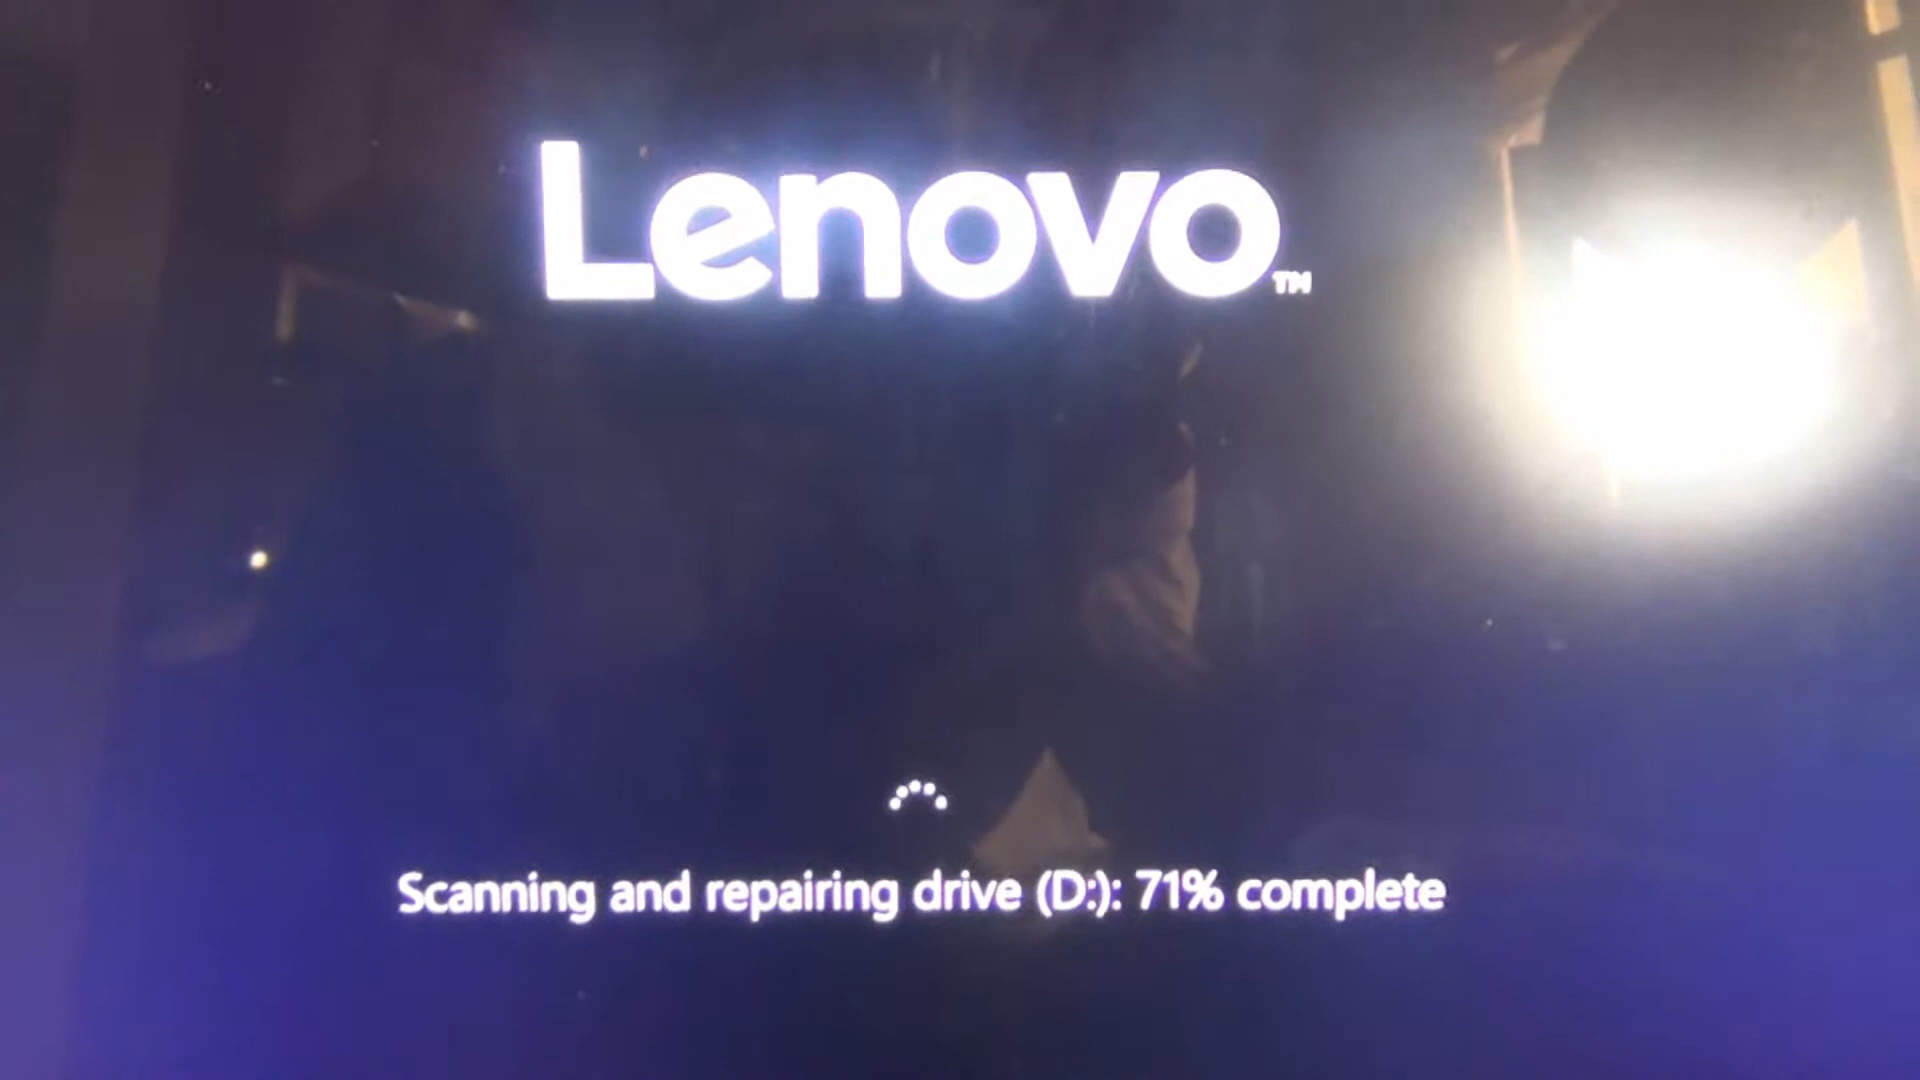 Lenovo™
Scanning and repairing drive (D:): 71% complete